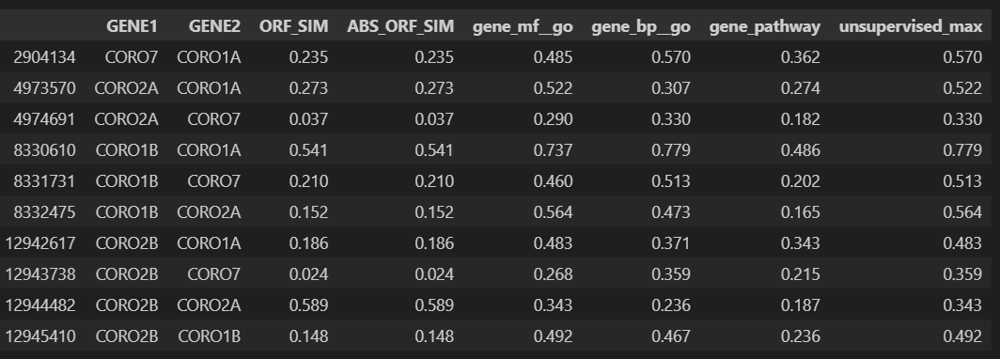 GENE1 GENE2 ORF_SIM ABS_ORF_SIM gene_mf__go gene_bp__go gene_pathway unsupervised_max
2904134 CORO7 CORO1A 0.235 0.235 0.485 0.570 0.362 0.570
4973570 CORO2A CORO1A 0.273 0.273 0.522 0.307 0.274 0.522
4974691 CORO2A CORO7 0.037 0.037 0.290 0.330 0.182 0.330
8330610 CORO1B CORO1A 0.541 0.541 0.737 0.779 0.486 0.779
8331731 CORO1B CORO7 0.210 0.210 0.460 0.513 0.202 0.513
8332475 CORO1B CORO2A 0.152 0.152 0.564 0.473 0.165 0.564
12942617 CORO2B CORO1A 0.186 0.186 0.483 0.371 0.343 0.483
12943738 CORO2B CORO7 0.024 0.024 0.268 0.359 0.215 0.359
12944482 CORO2B CORO2A 0.589 0.589 0.343 0.236 0.187 0.343
12945410 CORO2B CORO1B 0.148 0.148 0.492 0.467 0.236 0.492